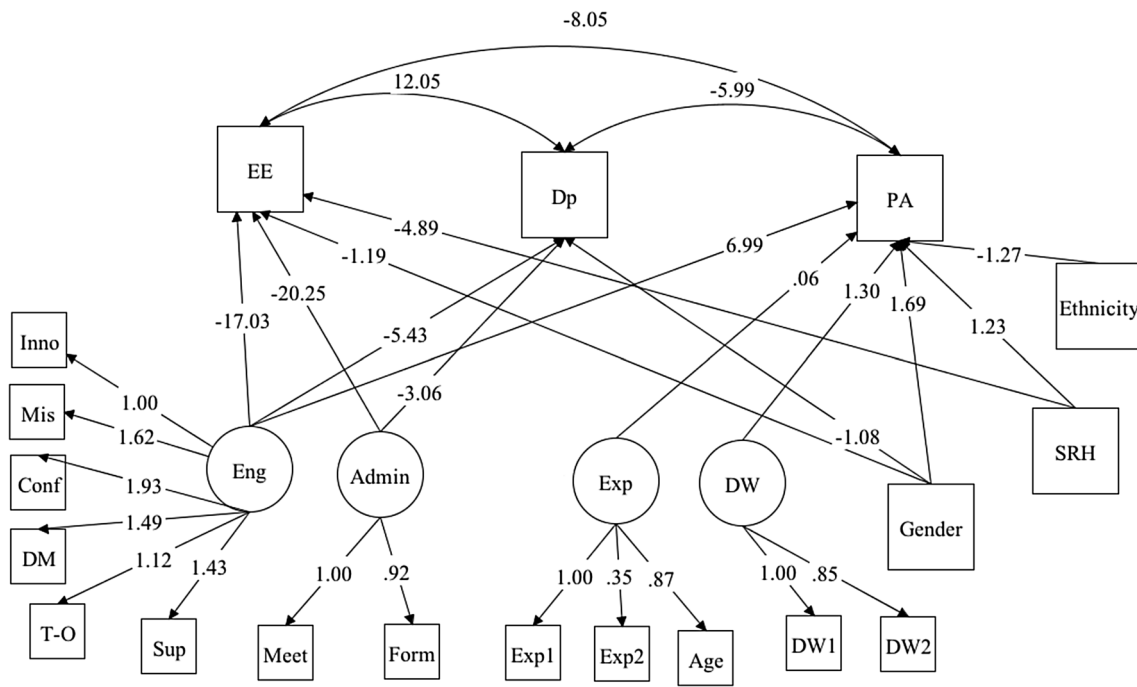 -8.05
12.05
-5.99
EE
Dp
PA
-4.89
-1.19
6.99
-1.27
.06
1.30
1.69
-20.25
-17.03
Ethnicity
Inno
-5.43
1.23
1.00
-3.06
Mis
1.62
-1.08
SRH
Eng
Admin
Exp
DW
Conf
1.93
1.49
Gender
DM
1.12
1.43
1.00
.92
1.00
.35
.87
1.00
.85
T-O
Sup
Meet
Form
Exp1
Exp2
Age
DW1
DW2